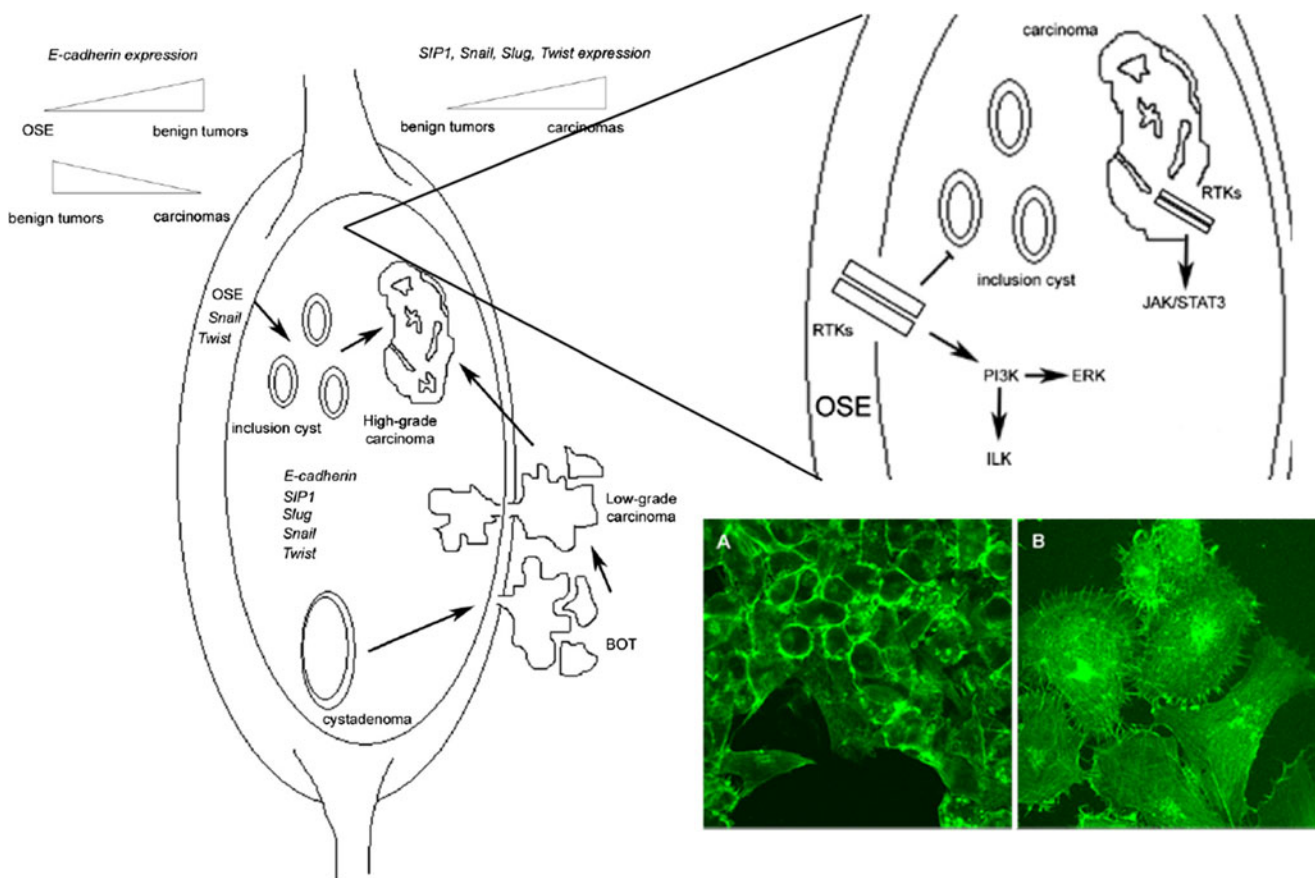 E-cadherin expression
OSE
benign tumors
benign tumors
carcinomas
SIP1, Snail, Slug, Twist expression
benign tumors
carcinomas
OSE
Snail
Twist
inclusion cyst
High-grade
carcinoma
E-cadherin
SIP1
Slug
Snail
Twist
Low-grade
carcinoma
BOT
cystadenoma
carcinoma
RTKs
inclusion cyst
JAK/STAT3
RTKs
PI3K
ERK
OSE
ILK
A
B